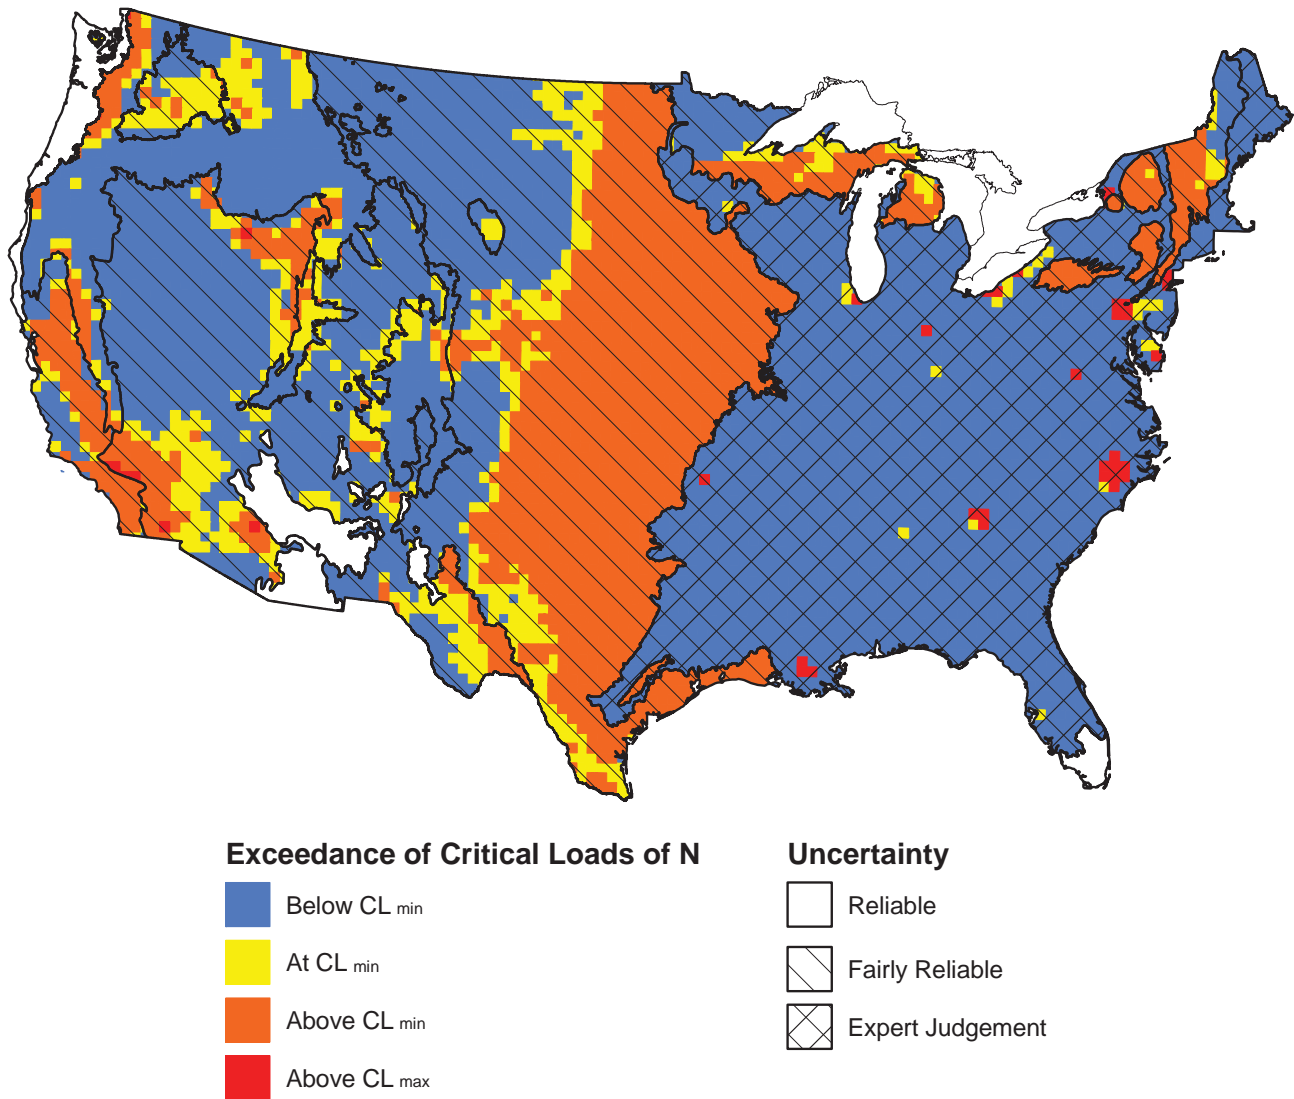 Exceedance of Critical Loads of N
Below CL min
At CL min
Above CL min
Above CL max
Uncertainty
Reliable
Fairly Reliable
Expert Judgement